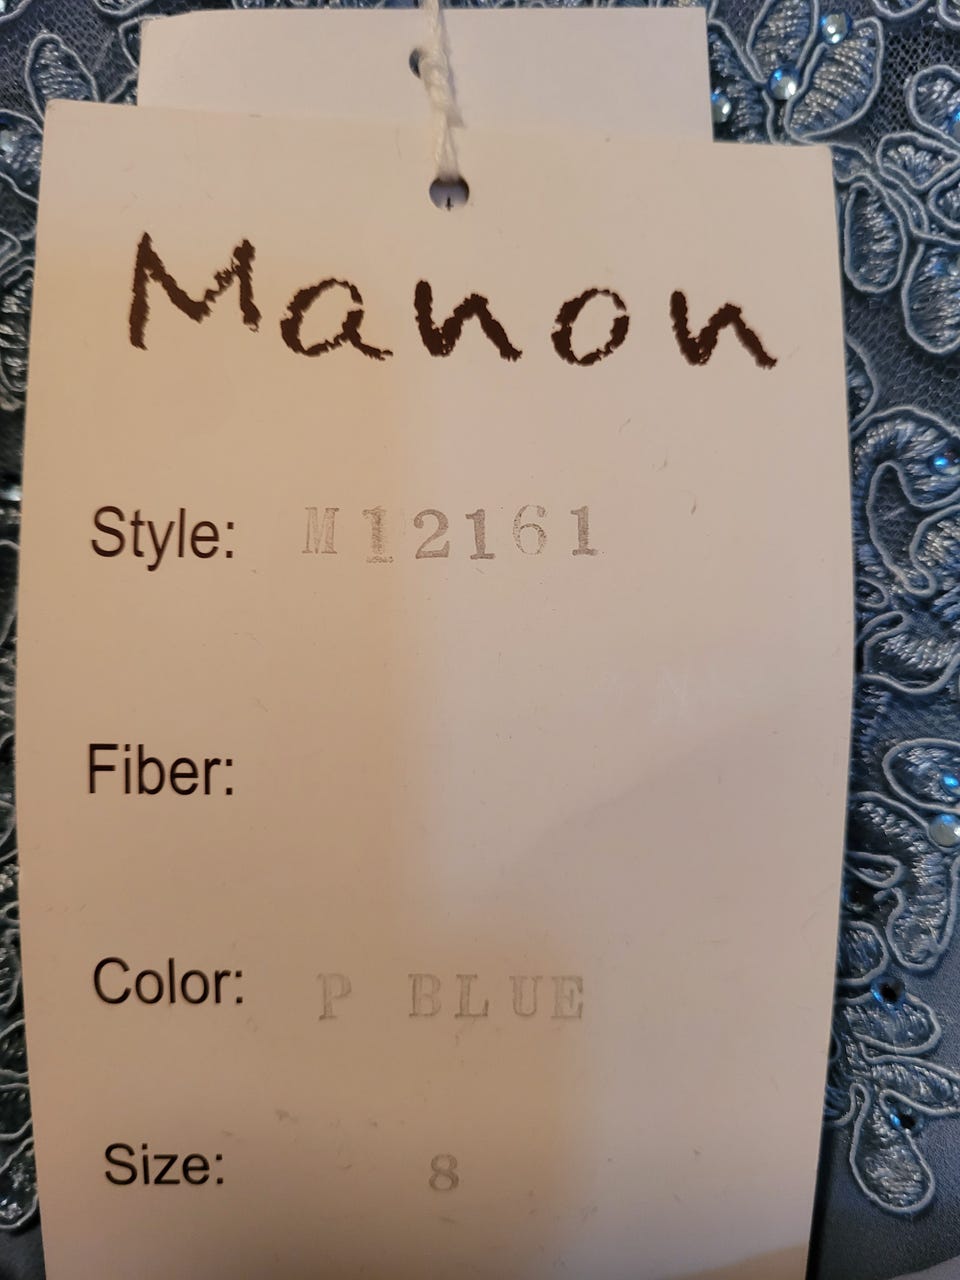 Manon
Style: M12161
Fiber:
Color: P BLUE
Size: 8